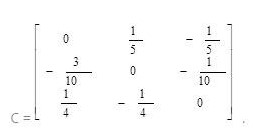 C = [ 0 1/5 - 1/5
- 3/10 0 - 1/10
1/4 - 1/4 0 ] .